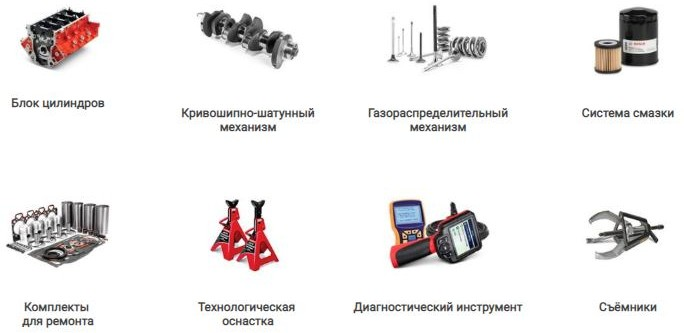 Блок цилиндров
Кривошипно-шатунный
механизм
Газораспределительный
механизм
Система смазки
Комплекты
для ремонта
Технологическая
оснастка
Диагностический инструмент
Съёмники